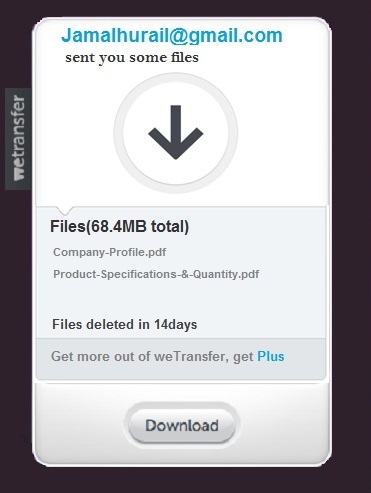 Jamalhurail@gmail.com
sent you some files
wetransfer
Files(68.4MB total)
Company-Profile.pdf
Product-Specifications-&-Quantity.pdf
Files deleted in 14days
Get more out of weTransfer, get Plus
Download